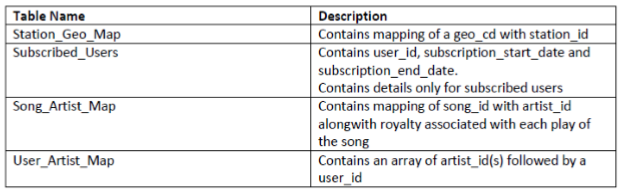 Table Name Description
Station_Geo_Map Contains mapping of a geo_cd with station_id
Subscribed_Users Contains user_id, subscription_start_date and
subscription_end_date.
Contains details only for subscribed users
Song_Artist_Map Contains mapping of song_id with artist_id
alongwith royalty associated with each play of
the song
User_Artist_Map Contains an array of artist_id(s) followed by a
user_id